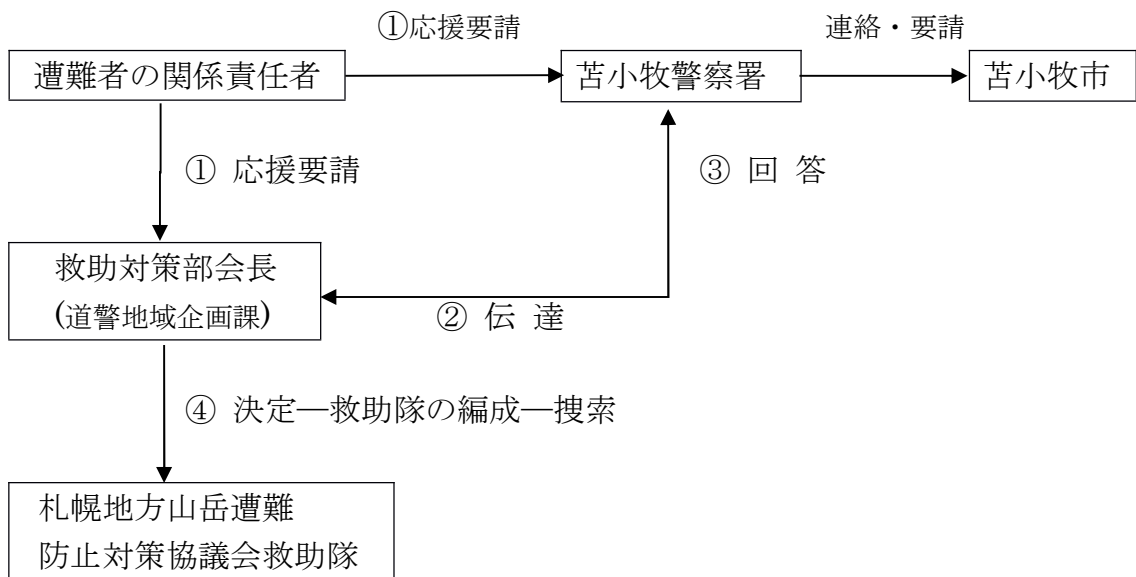 ①応援要請
連絡・要請
遭難者の関係責任者
苫小牧警察署
苫小牧市
① 応援要請
③ 回 答
救助対策部会長
(道警地域企画課)
② 伝 達
④ 決定―救助隊の編成―捜索
札幌地方山岳遭難
防止対策協議会救助隊